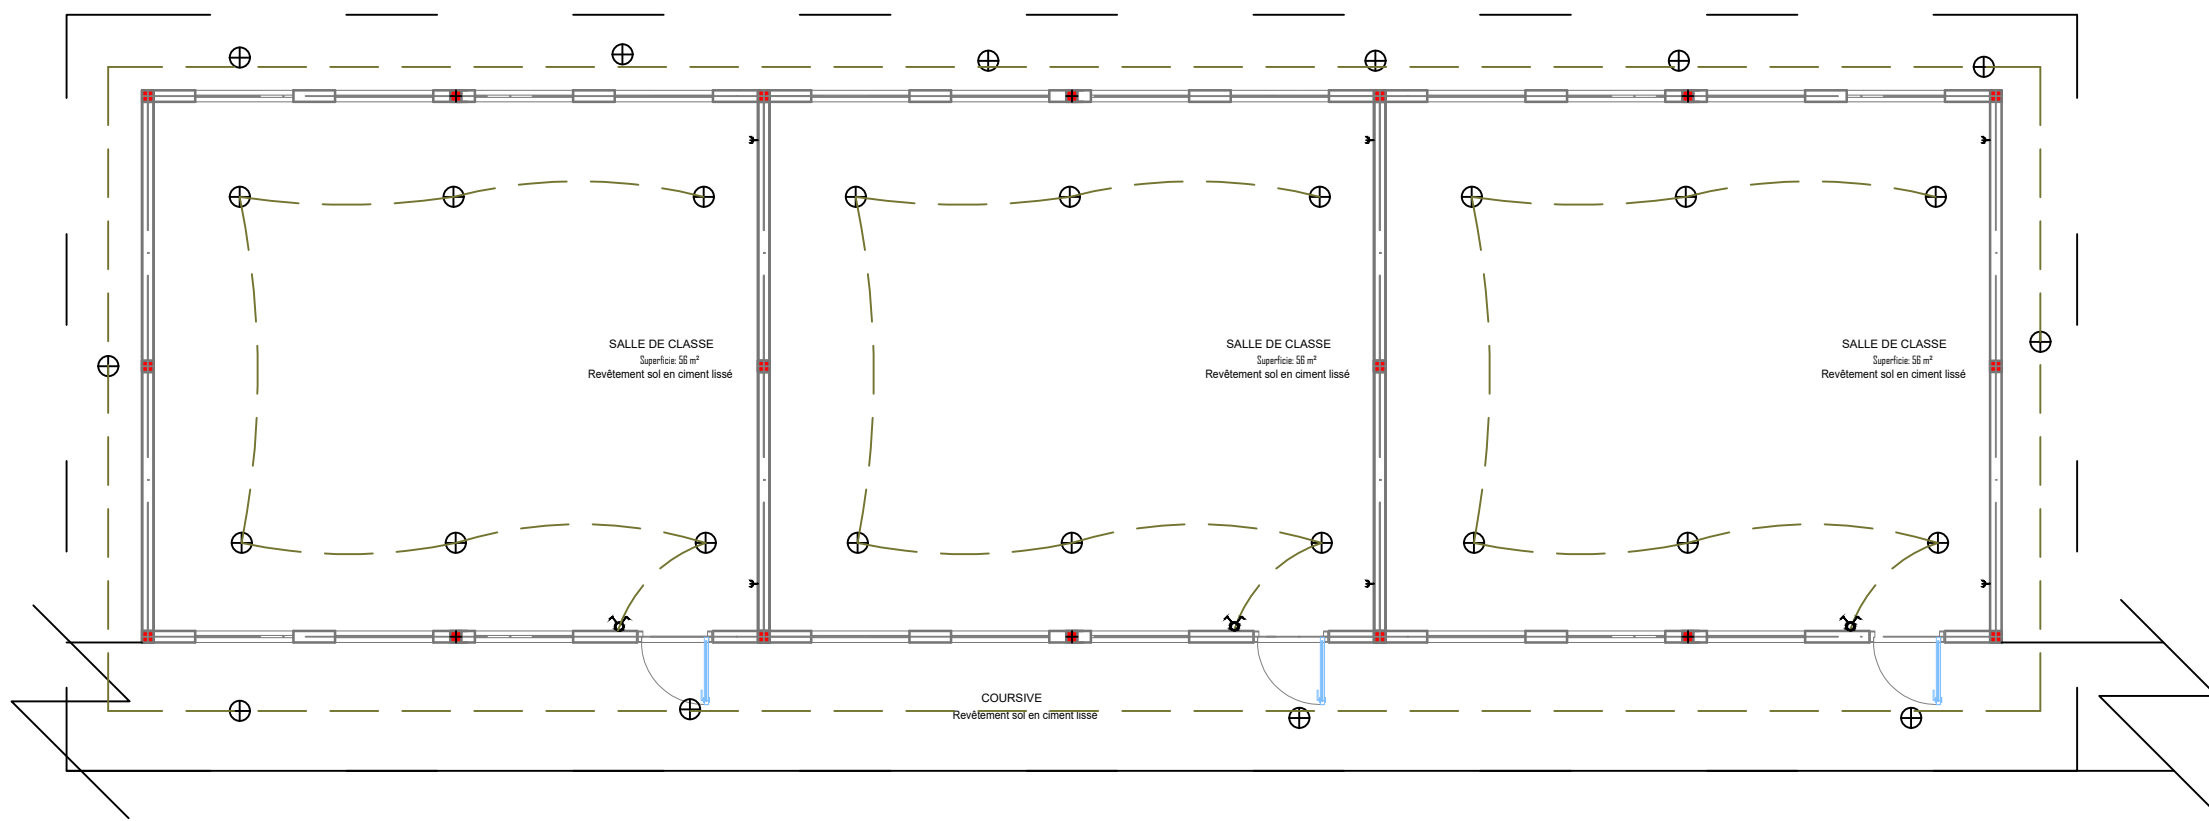 SALLE DE CLASSE
Superficie: 56 m²
Revêtement sol en ciment lissé
SALLE DE CLASSE
Superficie: 56 m²
Revêtement sol en ciment lissé
SALLE DE CLASSE
Superficie: 56 m²
Revêtement sol en ciment lissé
COURSIVE
Revêtement sol en ciment lissé